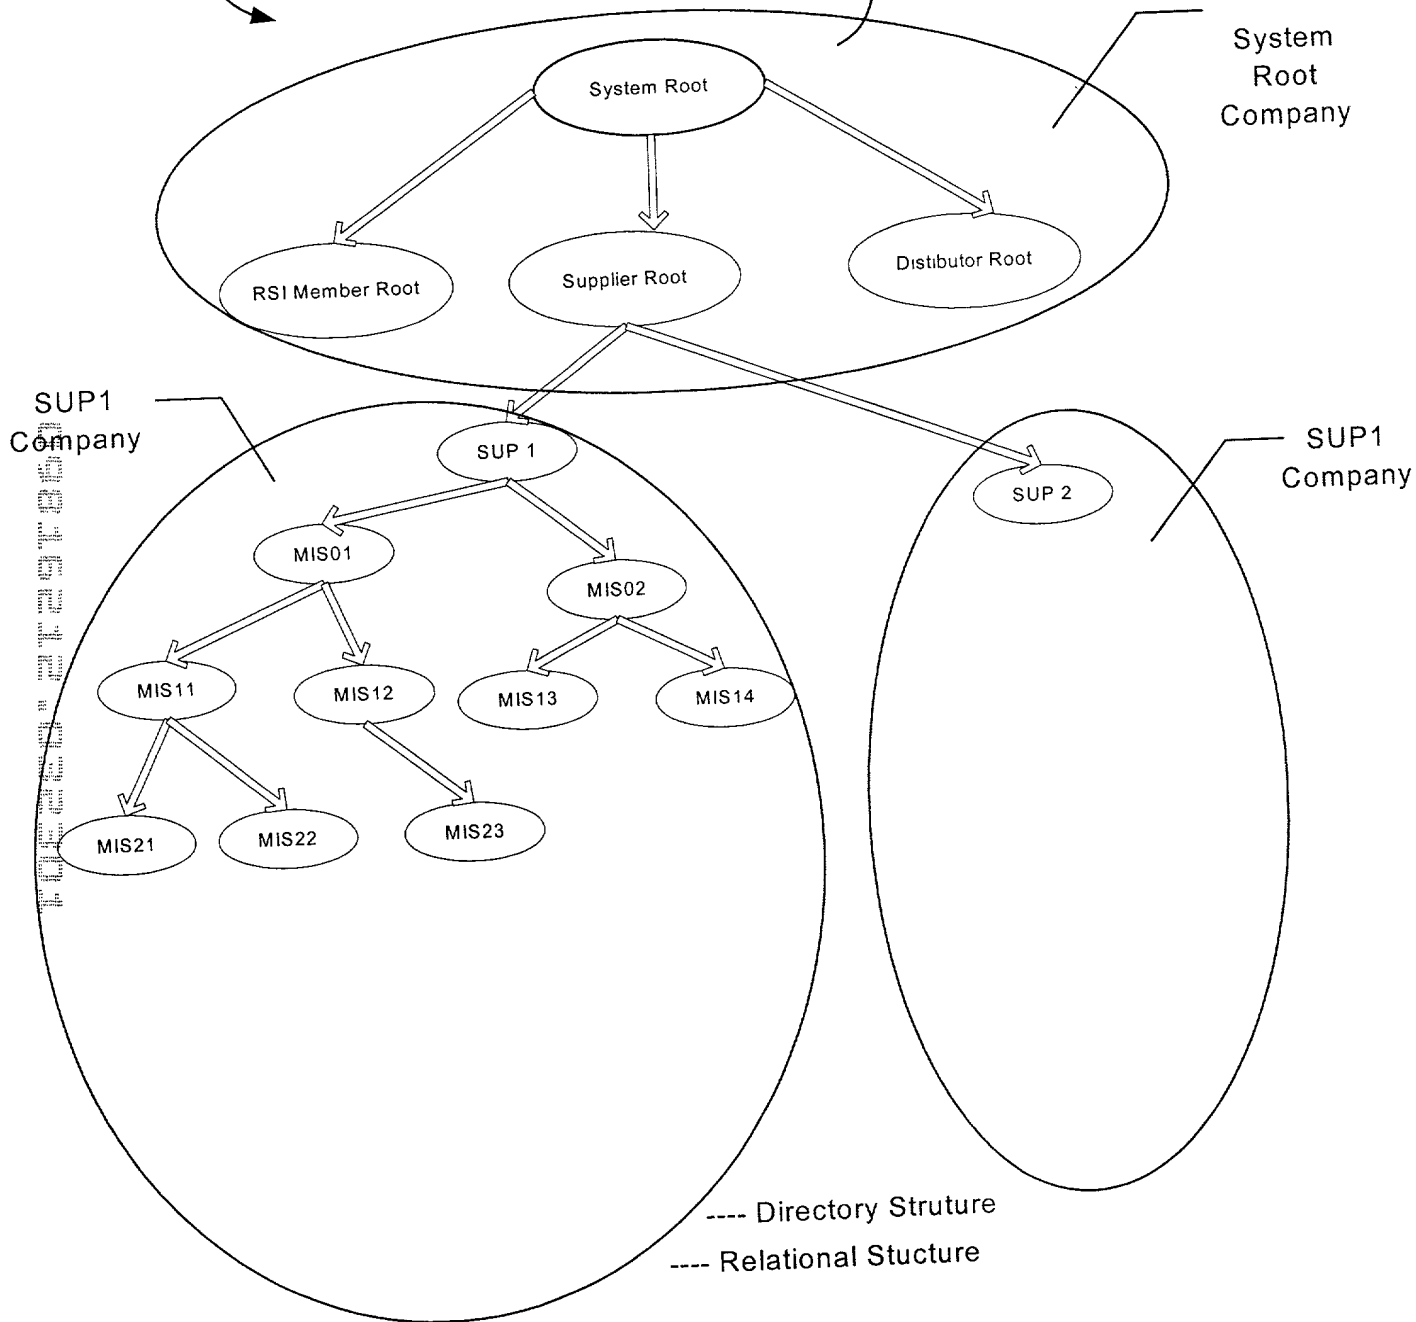 System
Root
Company
System Root
RSI Member Root
Supplier Root
Distibutor Root
SUP1
Company
SUP 1
SUP 2
SUP1
Company
MIS01
MIS02
MIS11
MIS12
MIS13
MIS14
MIS21
MIS22
MIS23
---- Directory Struture
---- Relational Stucture